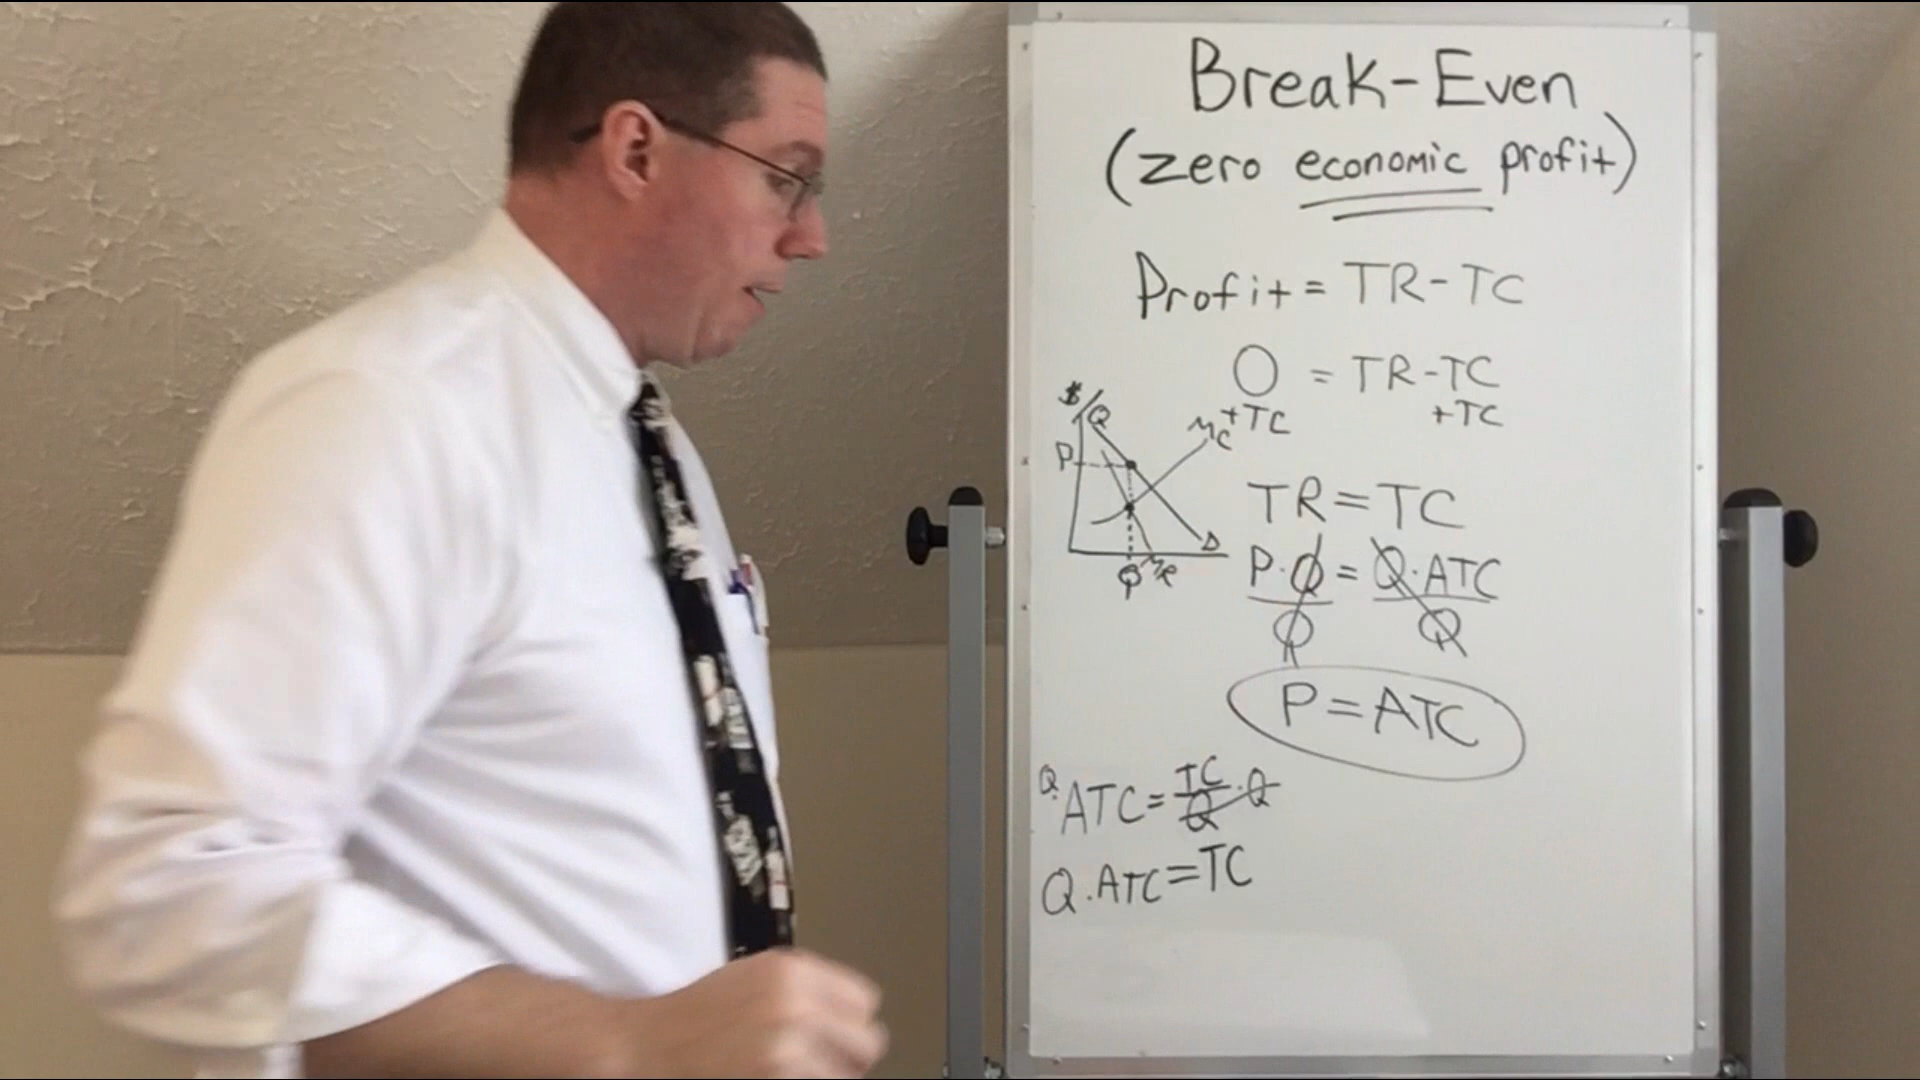 Break-Even
(zero economic profit)
Profit = TR-TC
O = TR-TC
+TC +TC
TR=TC
P·Q = Q·ATC
Q Q
P=ATC
$/Q
P
MC
D
Q MR
Q·ATC=TC/Q·Q
Q·ATC=TC